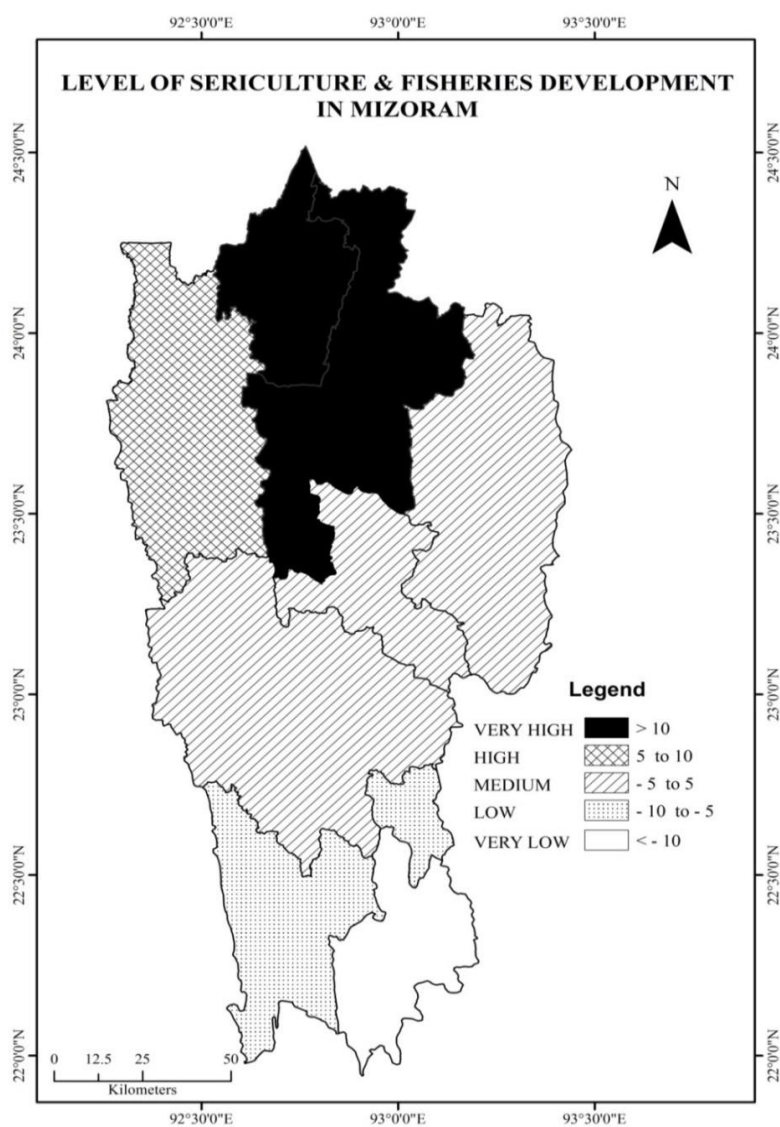 92°30'0"E 93°0'0"E 93°30'0"E
LEVEL OF SERICULTURE & FISHERIES DEVELOPMENT
IN MIZORAM
24°30'0"N 24°30'0"N
N
24°0'0"N 24°0'0"N
23°30'0"N 23°30'0"N
23°0'0"N 23°0'0"N
Legend
VERY HIGH > 10
HIGH 5 to 10
MEDIUM - 5 to 5
LOW - 10 to - 5
VERY LOW < - 10
22°30'0"N 22°30'0"N
22°0'0"N 22°0'0"N
0 12.5 25 50
Kilometers
92°30'0"E 93°0'0"E 93°30'0"E